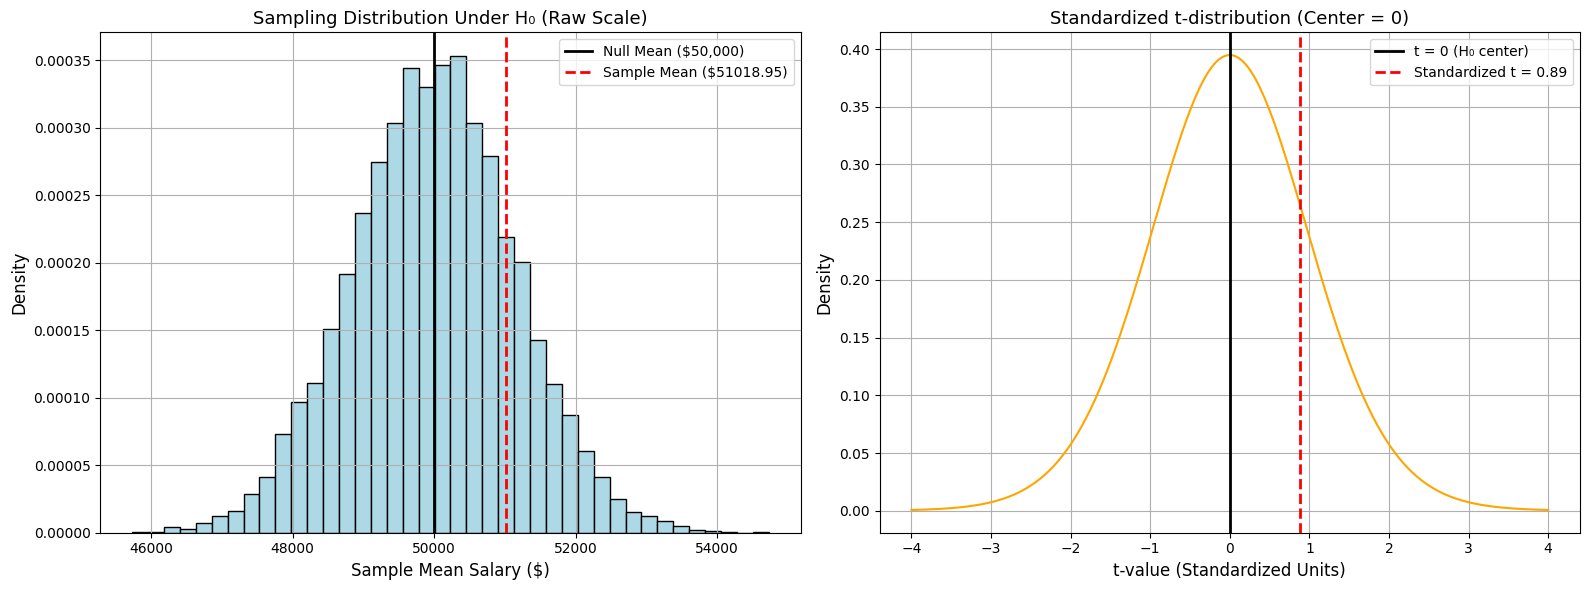 Sampling Distribution Under H₀ (Raw Scale)
Null Mean ($50,000)
Sample Mean ($51018.95)
0.00035
0.00030
0.00025
0.00020
0.00015
0.00010
0.00005
0.00000
Density
46000 48000 50000 52000 54000
Sample Mean Salary ($)
Standardized t-distribution (Center = 0)
t = 0 (H₀ center)
Standardized t = 0.89
0.40
0.35
0.30
0.25
0.20
0.15
0.10
0.05
0.00
Density
−4 −3 −2 −1 0 1 2 3 4
t-value (Standardized Units)